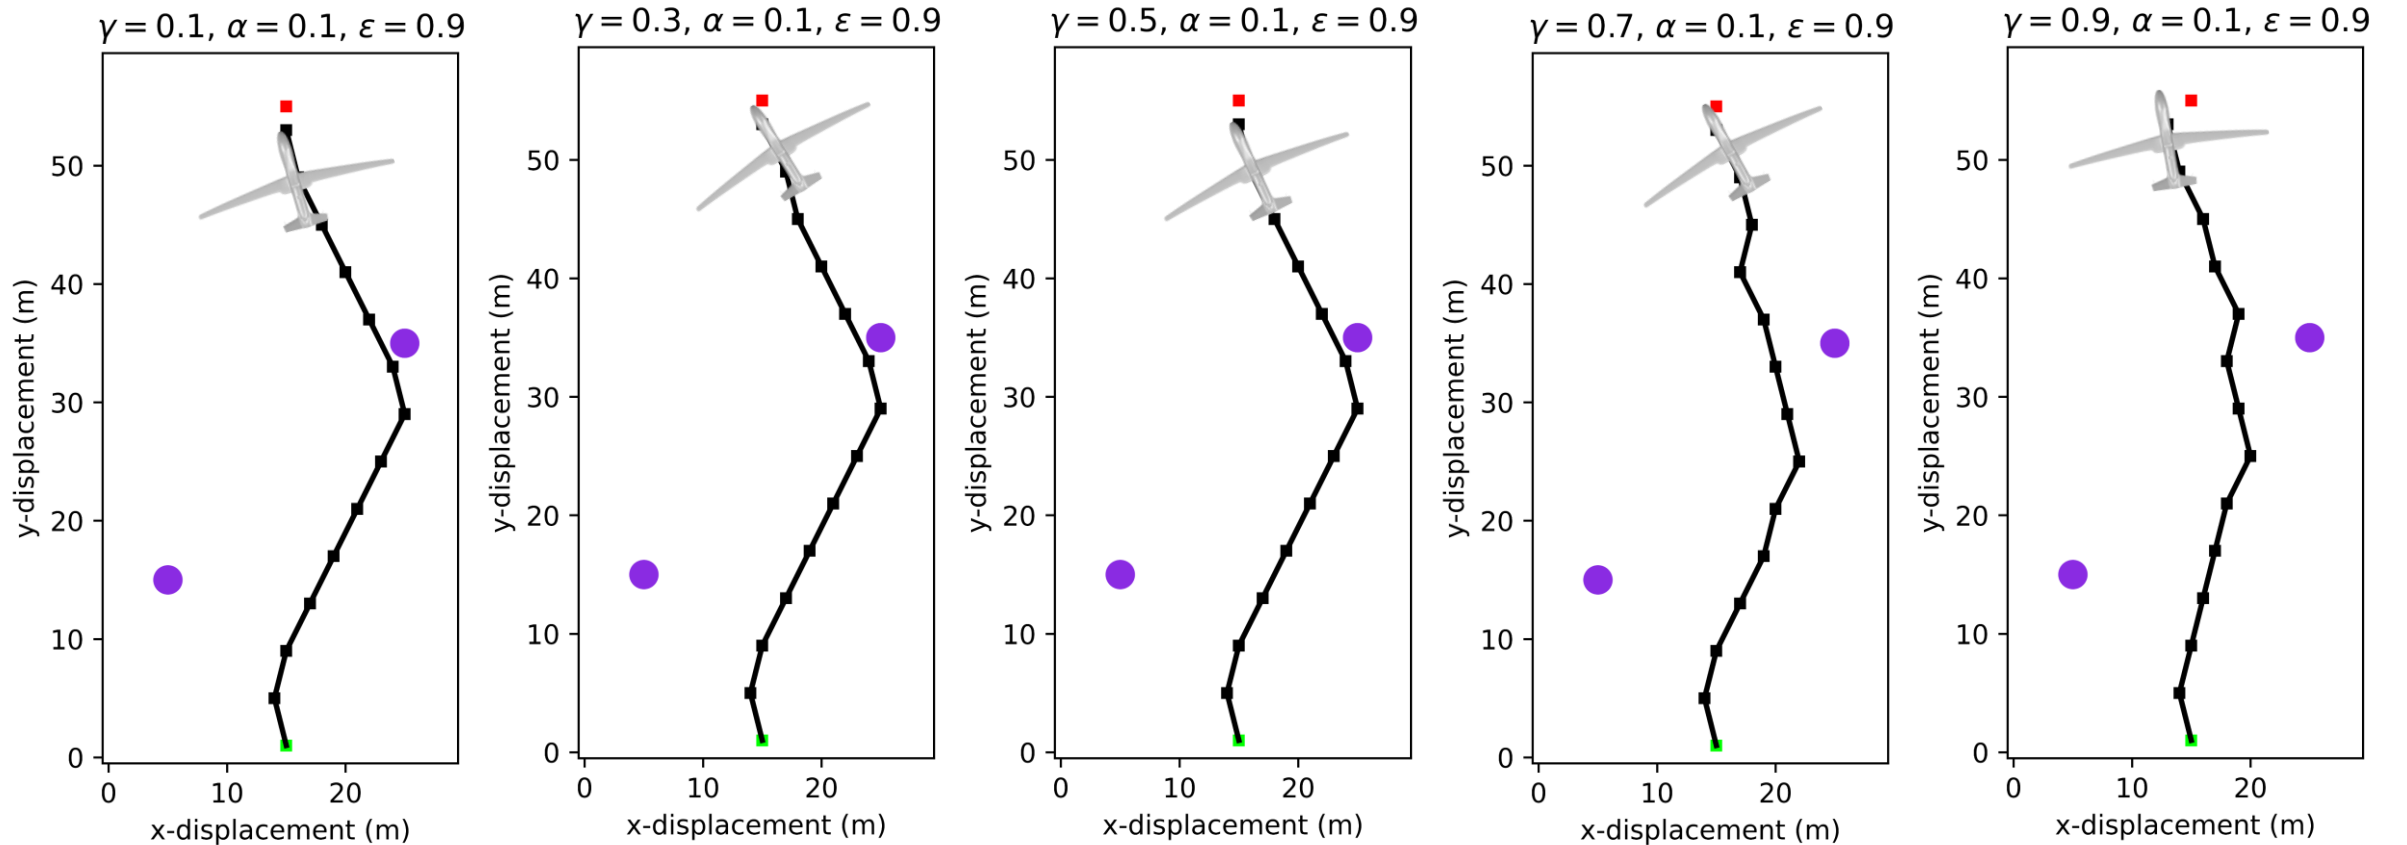 γ = 0.1, α = 0.1, ε = 0.9
50
40
30
20
10
0
0 10 20
y-displacement (m)
x-displacement (m)
γ = 0.3, α = 0.1, ε = 0.9
50
40
30
20
10
0
0 10 20
y-displacement (m)
x-displacement (m)
γ = 0.5, α = 0.1, ε = 0.9
50
40
30
20
10
0
0 10 20
y-displacement (m)
x-displacement (m)
γ = 0.7, α = 0.1, ε = 0.9
50
40
30
20
10
0
0 10 20
y-displacement (m)
x-displacement (m)
γ = 0.9, α = 0.1, ε = 0.9
50
40
30
20
10
0
0 10 20
y-displacement (m)
x-displacement (m)